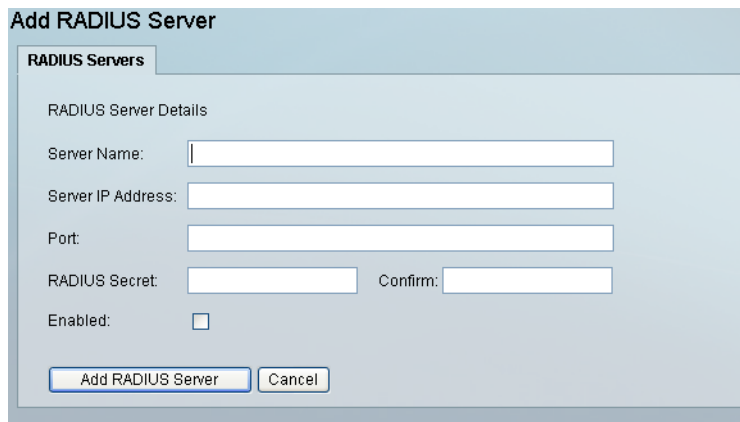 Add RADIUS Server
RADIUS Servers
RADIUS Server Details
Server Name:
Server IP Address:
Port:
RADIUS Secret: Confirm:
Enabled:
Add RADIUS Server Cancel